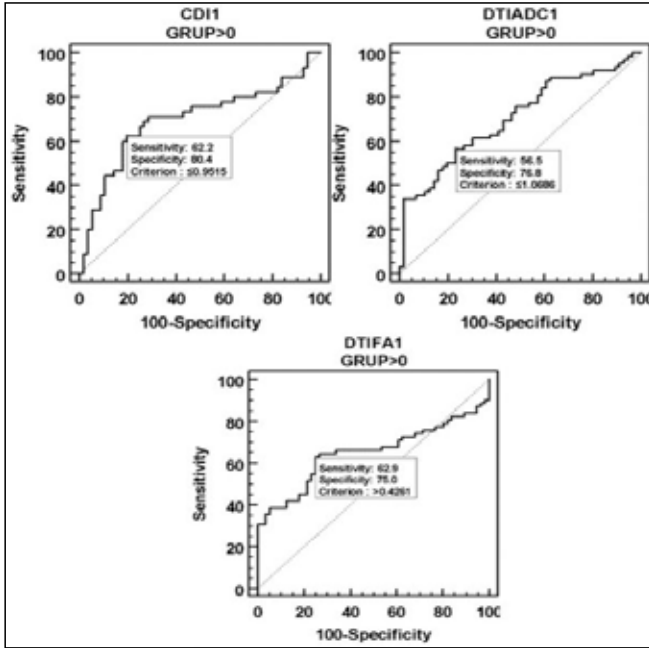 CDI1
GRUP>0
100
80
60
40
20
0
Sensitivity
Sensitivity: 62.2
Specificity: 80.4
Criterion : ≤0.9515
0 20 40 60 80 100
100-Specificity
DTIADC1
GRUP>0
100
80
60
40
20
0
Sensitivity
Sensitivity: 56.5
Specificity: 76.8
Criterion : ≤1.0686
0 20 40 60 80 100
100-Specificity
DTIFA1
GRUP>0
100
80
60
40
20
0
Sensitivity
Sensitivity: 62.9
Specificity: 75.0
Criterion : >0.4261
0 20 40 60 80 100
100-Specificity